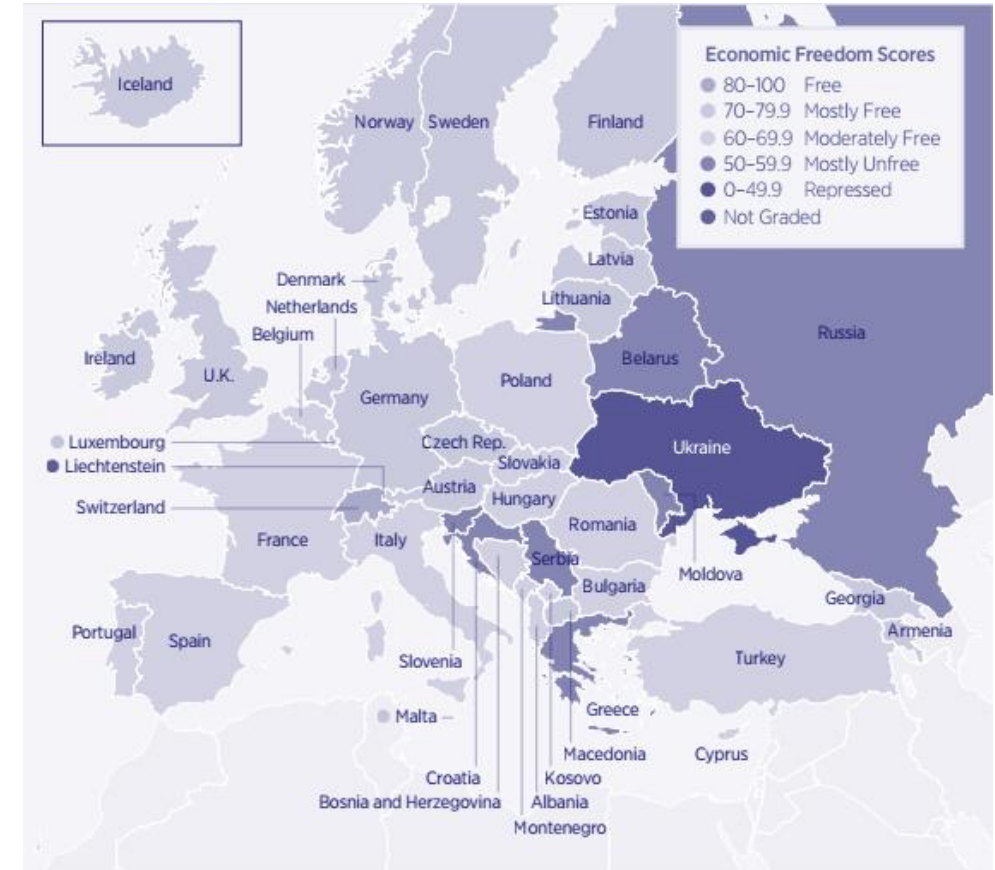 Iceland
Economic Freedom Scores
80–100 Free
70–79.9 Mostly Free
60–69.9 Moderately Free
50–59.9 Mostly Unfree
0–49.9 Repressed
Not Graded
Norway
Sweden
Finland
Estonia
Latvia
Denmark
Lithuania
Netherlands
Belgium
Russia
Ireland
Belarus
U.K.
Poland
Germany
Luxembourg
Czech Rep.
Ukraine
Liechtenstein
Slovakia
Austria
Hungary
Switzerland
Romania
France
Italy
Serbia
Moldova
Bulgaria
Georgia
Portugal
Armenia
Spain
Slovenia
Turkey
Greece
Malta
Macedonia
Cyprus
Croatia
Kosovo
Bosnia and Herzegovina
Albania
Montenegro